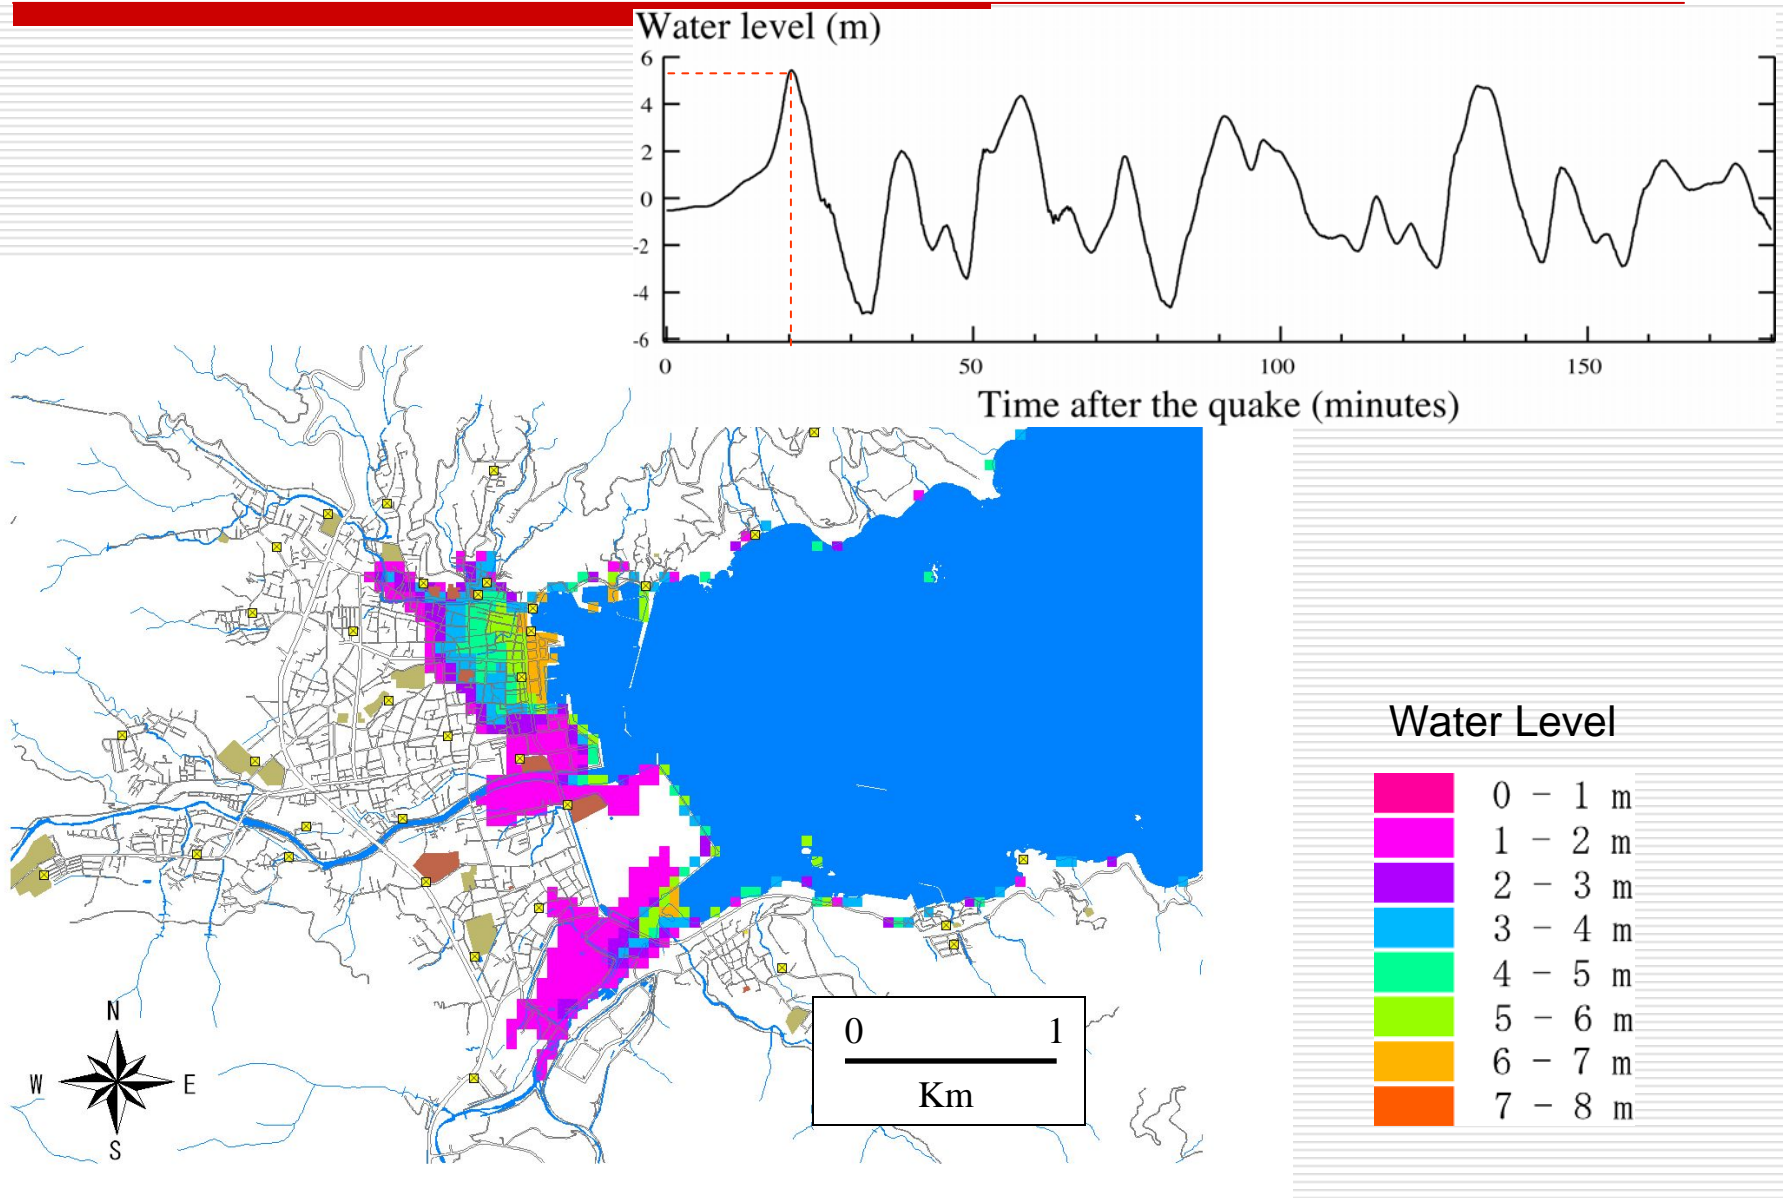 Water level (m)
6
4
2
0
-2
-4
-6
0 50 100 150
Time after the quake (minutes)
Water Level
0 - 1 m
1 - 2 m
2 - 3 m
3 - 4 m
4 - 5 m
5 - 6 m
6 - 7 m
7 - 8 m
N
W E
S
0 1
Km